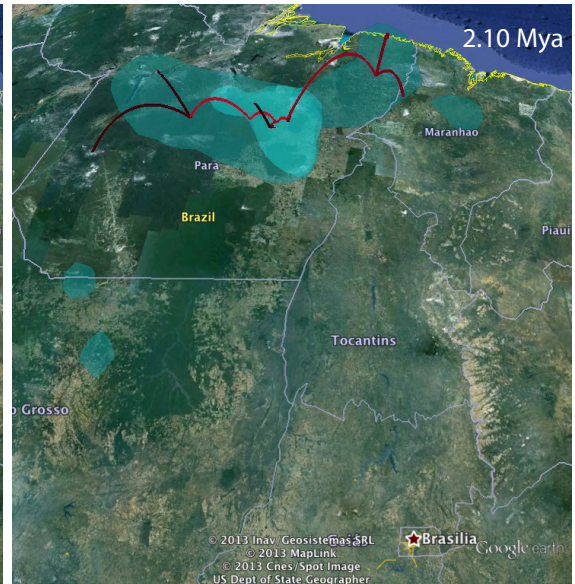 2.10 Mya
Maranhao
Para
Brazil
Piaui
Tocantins
o Grosso
© 2013 Inav/Geosistemas SRL
Brasilia
Google earth
© 2013 MapLink
© 2013 Cnes/Spot Image
US Dept of State Geographer